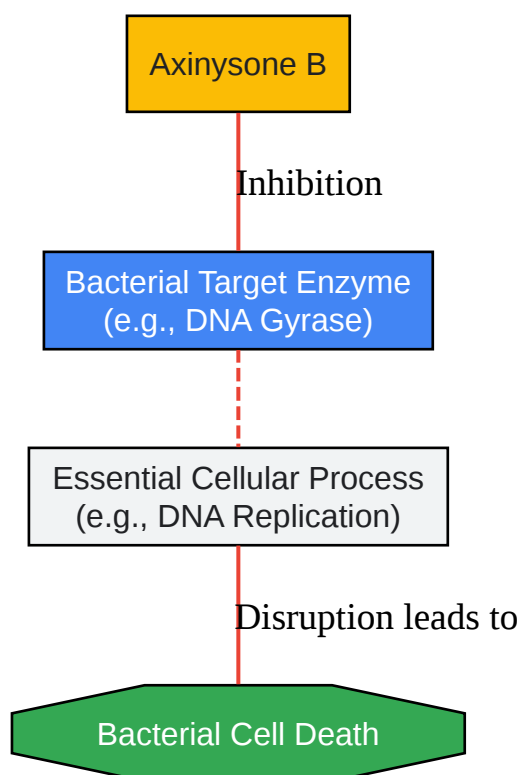 Axinysone B
Inhibition
Bacterial Target Enzyme
(e.g., DNA Gyrase)
Essential Cellular Process
(e.g., DNA Replication)
Disruption leads to
Bacterial Cell Death